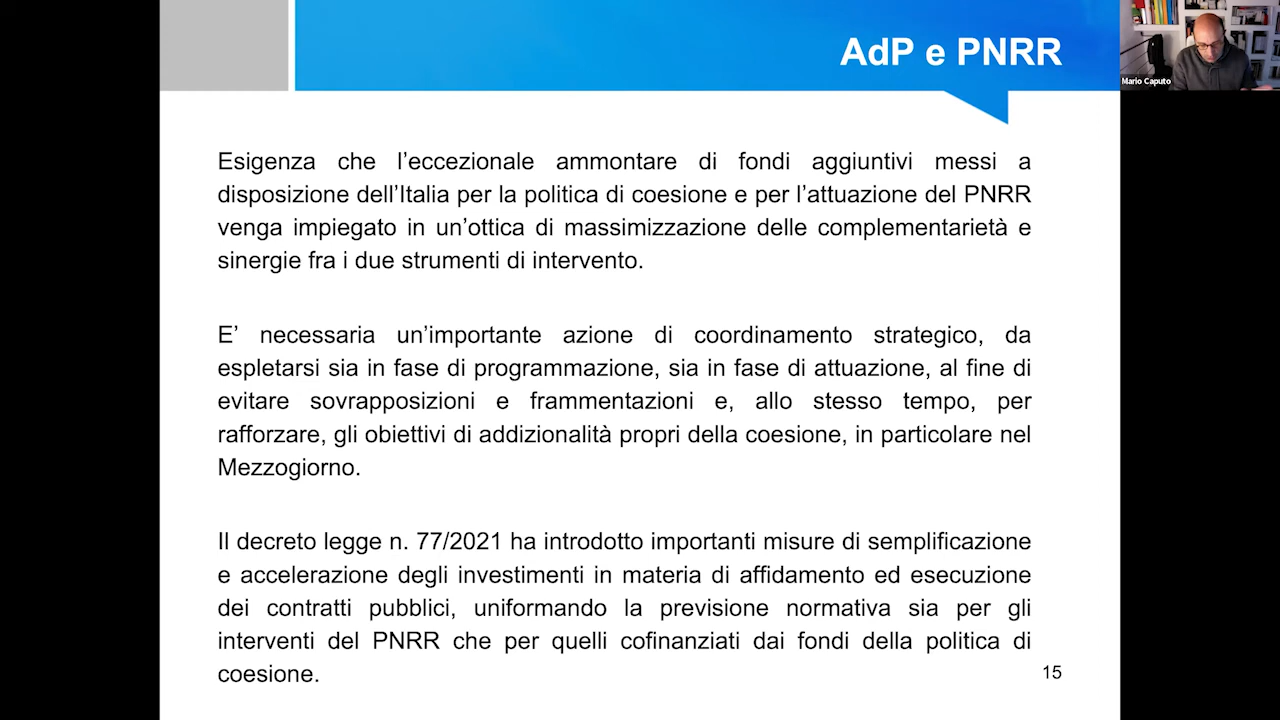 AdP e PNRR
Mario Caputo
Esigenza che l’eccezionale ammontare di fondi aggiuntivi messi a
disposizione dell’Italia per la politica di coesione e per l’attuazione del PNRR
venga impiegato in un’ottica di massimizzazione delle complementarietà e
sinergie fra i due strumenti di intervento.
E’ necessaria un’importante azione di coordinamento strategico, da
espletarsi sia in fase di programmazione, sia in fase di attuazione, al fine di
evitare sovrapposizioni e frammentazioni e, allo stesso tempo, per
rafforzare, gli obiettivi di addizionalità propri della coesione, in particolare nel
Mezzogiorno.
Il decreto legge n. 77/2021 ha introdotto importanti misure di semplificazione
e accelerazione degli investimenti in materia di affidamento ed esecuzione
dei contratti pubblici, uniformando la previsione normativa sia per gli
interventi del PNRR che per quelli cofinanziati dai fondi della politica di
coesione.
15